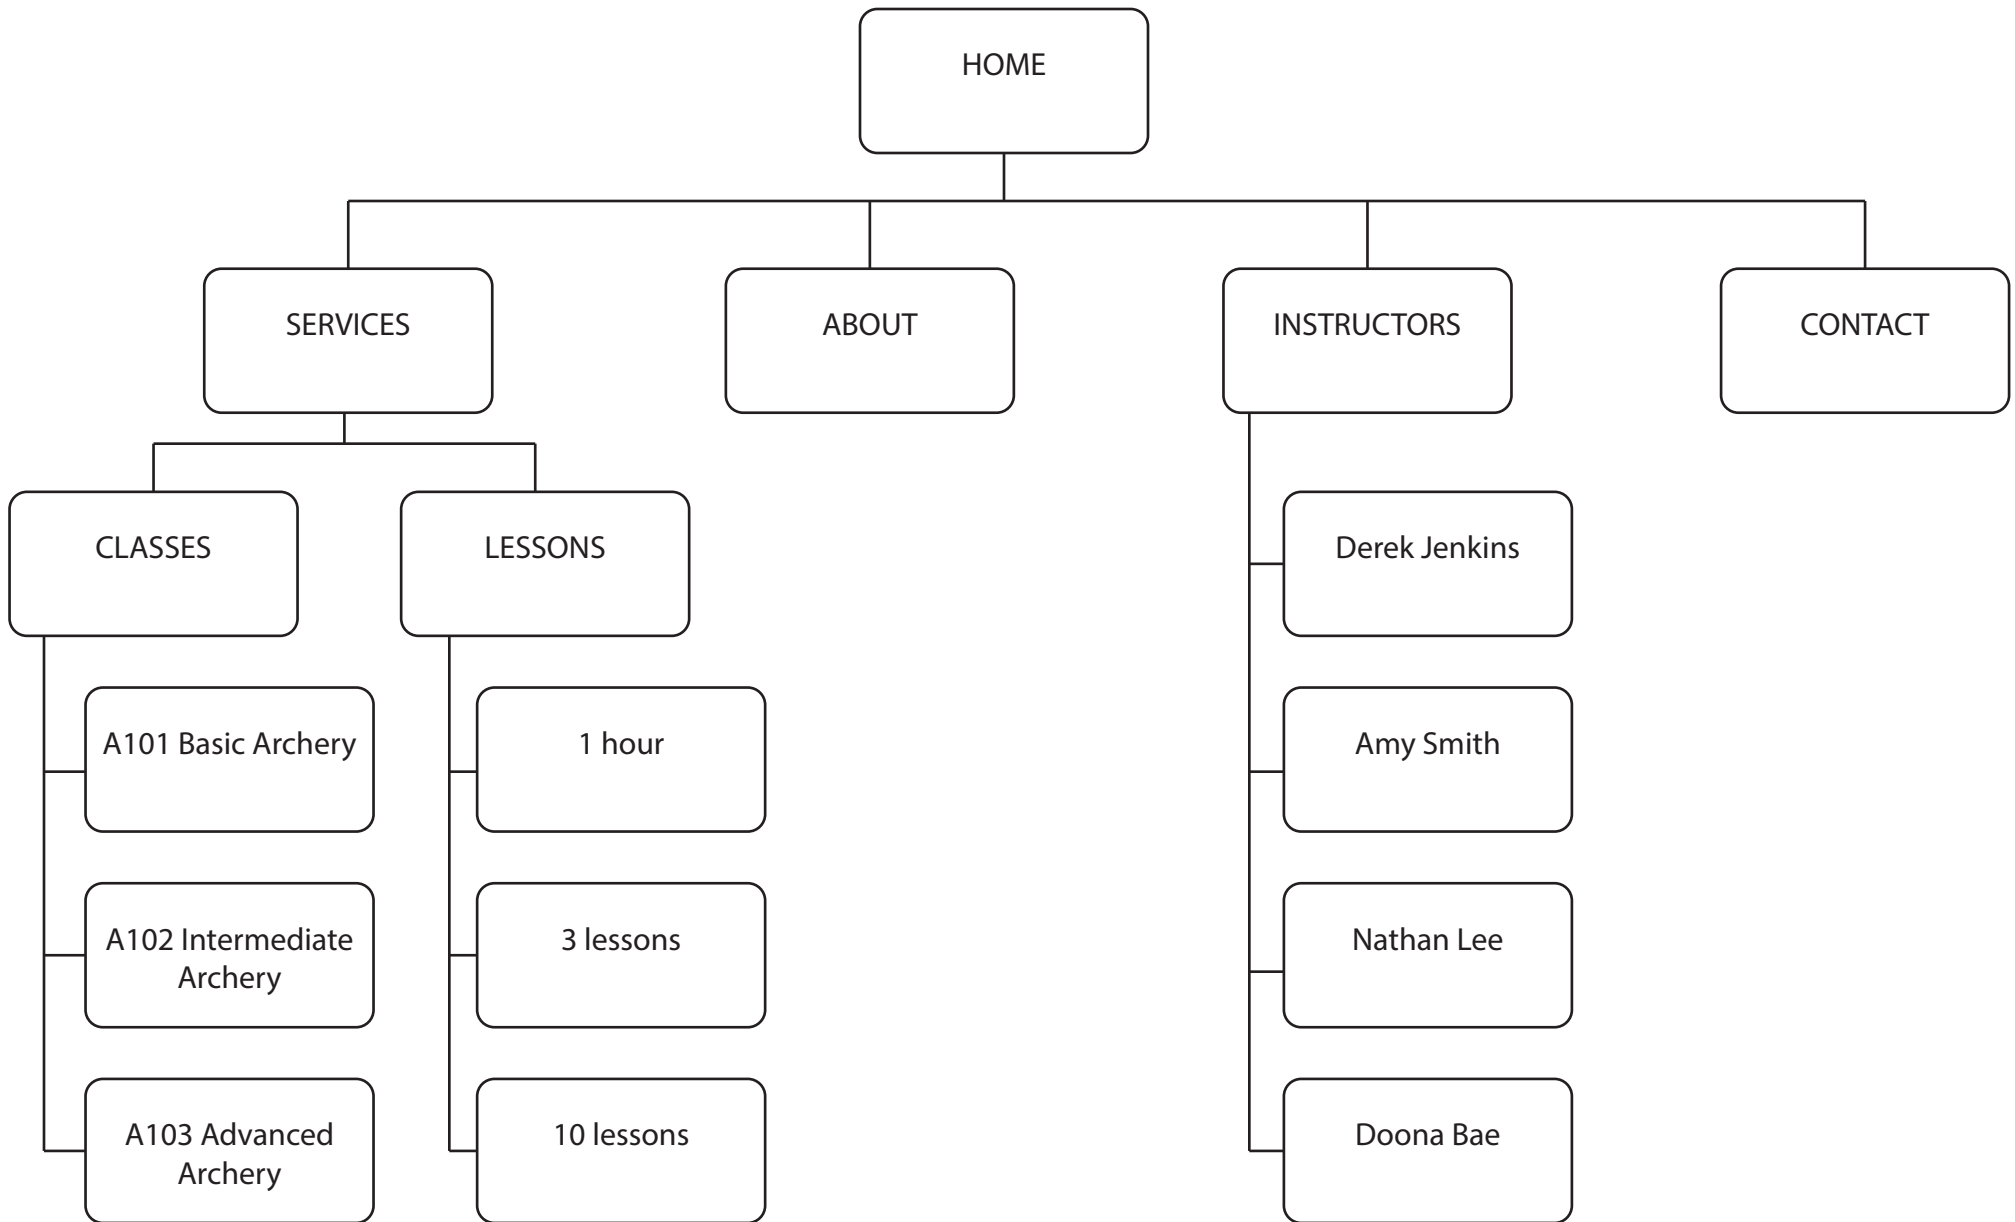 HOME
SERVICES
ABOUT
INSTRUCTORS
CONTACT
CLASSES
LESSONS
Derek Jenkins
A101 Basic Archery
1 hour
Amy Smith
A102 Intermediate
Archery
3 lessons
Nathan Lee
A103 Advanced
Archery
10 lessons
Doona Bae